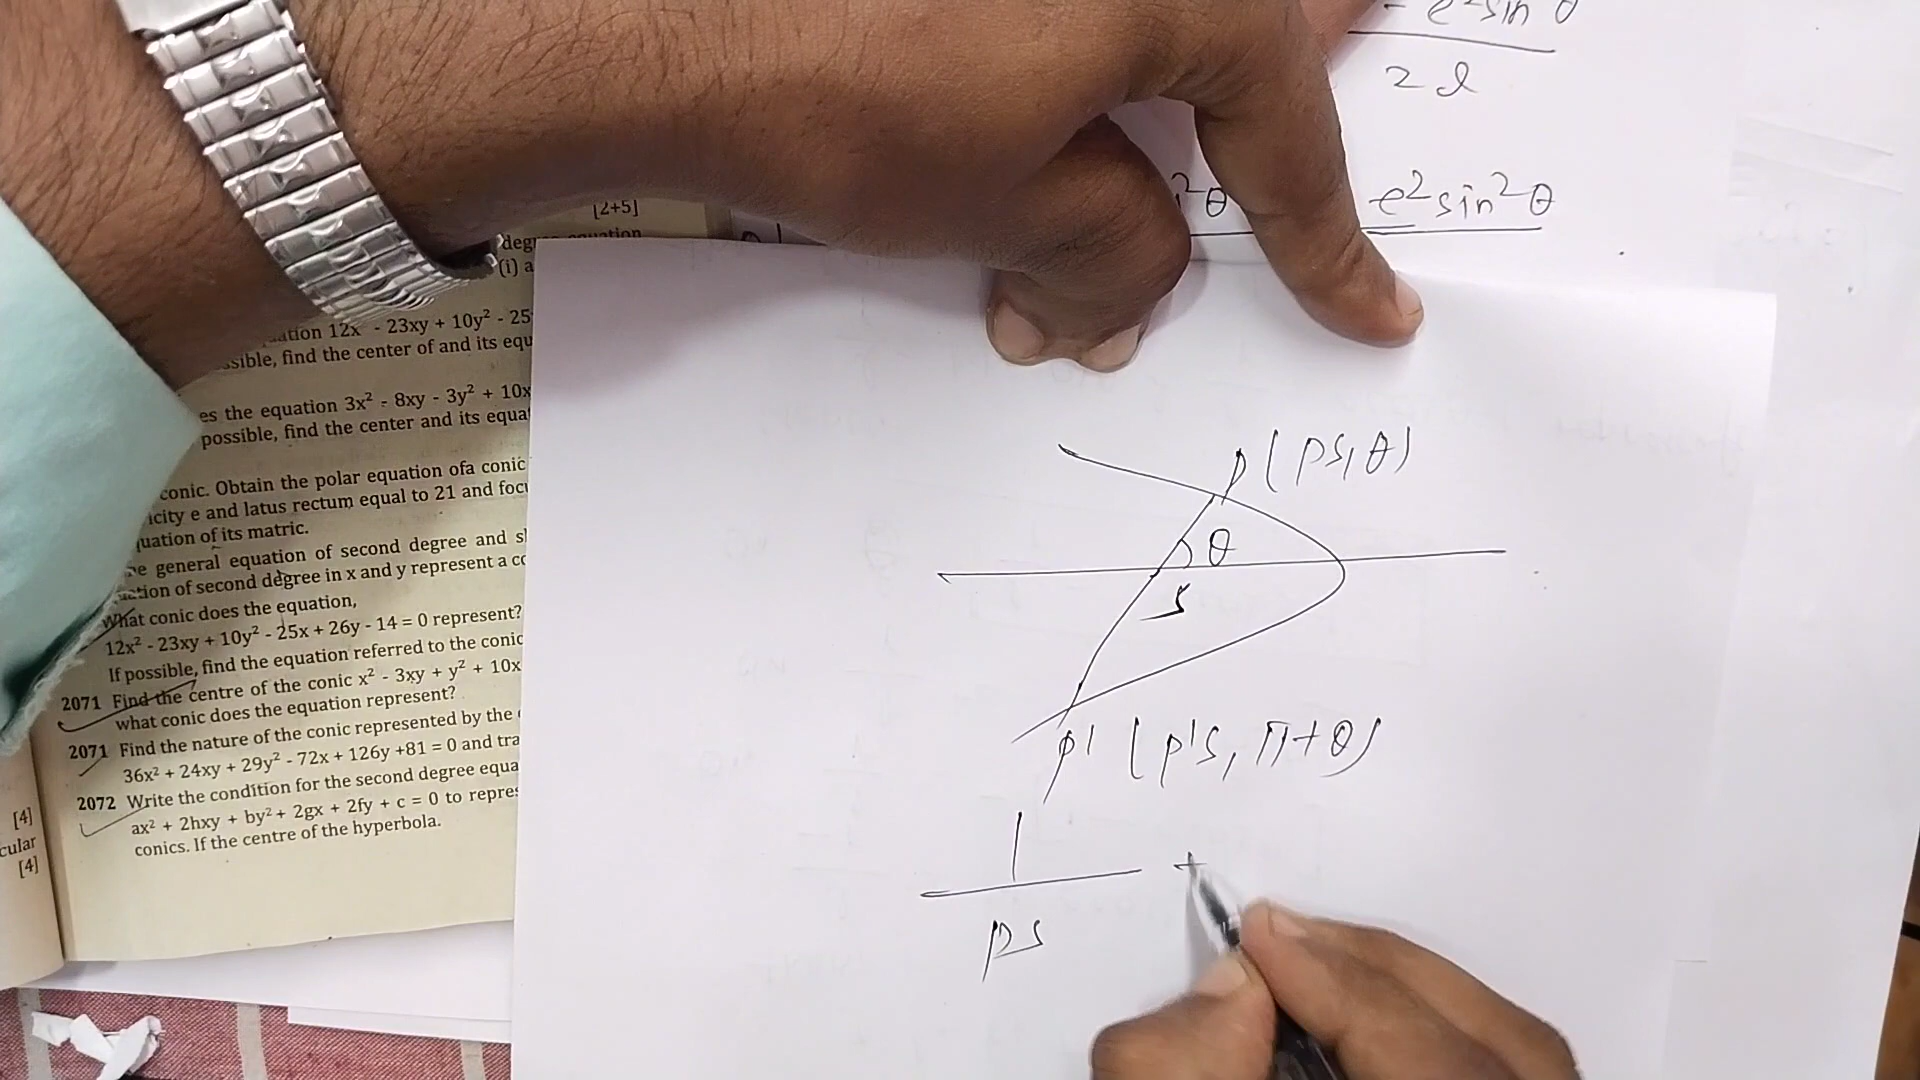 - e²sin θ
2 l
²θ e²sin²θ
[2+5]
(i) a
ation 12x - 23xy + 10y² - 25
sible, find the center of and its equ
es the equation 3x² - 8xy - 3y² + 10x
possible, find the center and its equa
conic. Obtain the polar equation ofa conic
icity e and latus rectum equal to 21 and foc
uation of its matric.
e general equation of second degree and s
tion of second degree in x and y represent a co
What conic does the equation,
12x² - 23xy + 10y² - 25x + 26y - 14 = 0 represent?
If possible, find the equation referred to the conic
2071 Find the centre of the conic x² - 3xy + y² + 10x
what conic does the equation represent?
2071 Find the nature of the conic represented by the
36x² + 24xy + 29y² - 72x + 126y +81 = 0 and tra
2072 Write the condition for the second degree equa
ax² + 2hxy + by² + 2gx + 2fy + c = 0 to repres
conics. If the centre of the hyperbola.
[4]
cular
[4]
P (PS, θ)
θ
S
P' (P'S, π+θ)
1
PS
+